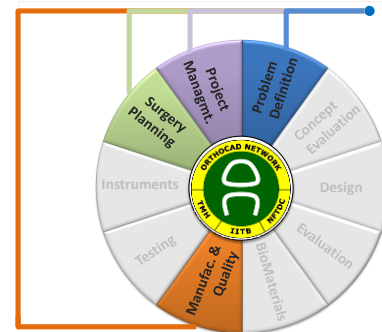 Problem
Definition
Concept
Evaluation
Design
Evaluation
BioMaterials
Manufac. &
Quality
Testing
Instruments
Surgery
Planning
Project
Managmt.
ORTHOCAD NETWORK
TMH
IITB
NFTDC